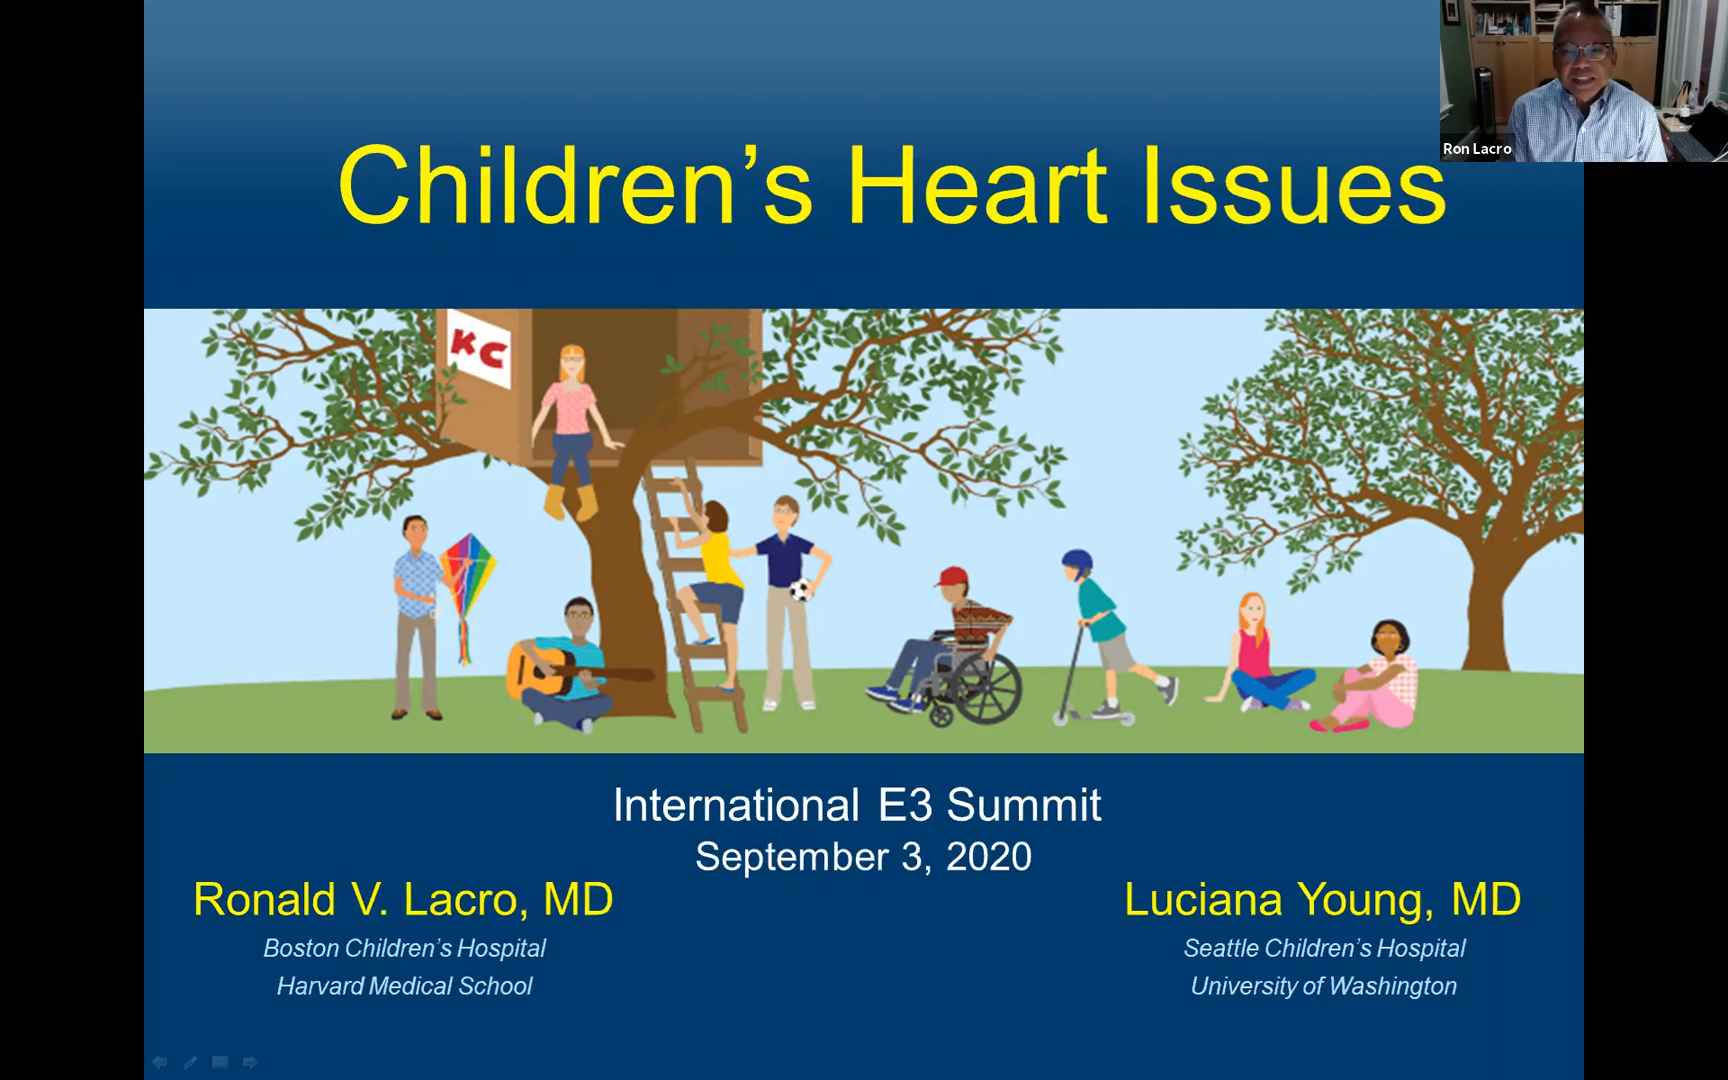 Ron Lacro
Children’s Heart Issues
KC
International E3 Summit
September 3, 2020
Ronald V. Lacro, MD
Boston Children’s Hospital
Harvard Medical School
Luciana Young, MD
Seattle Children’s Hospital
University of Washington